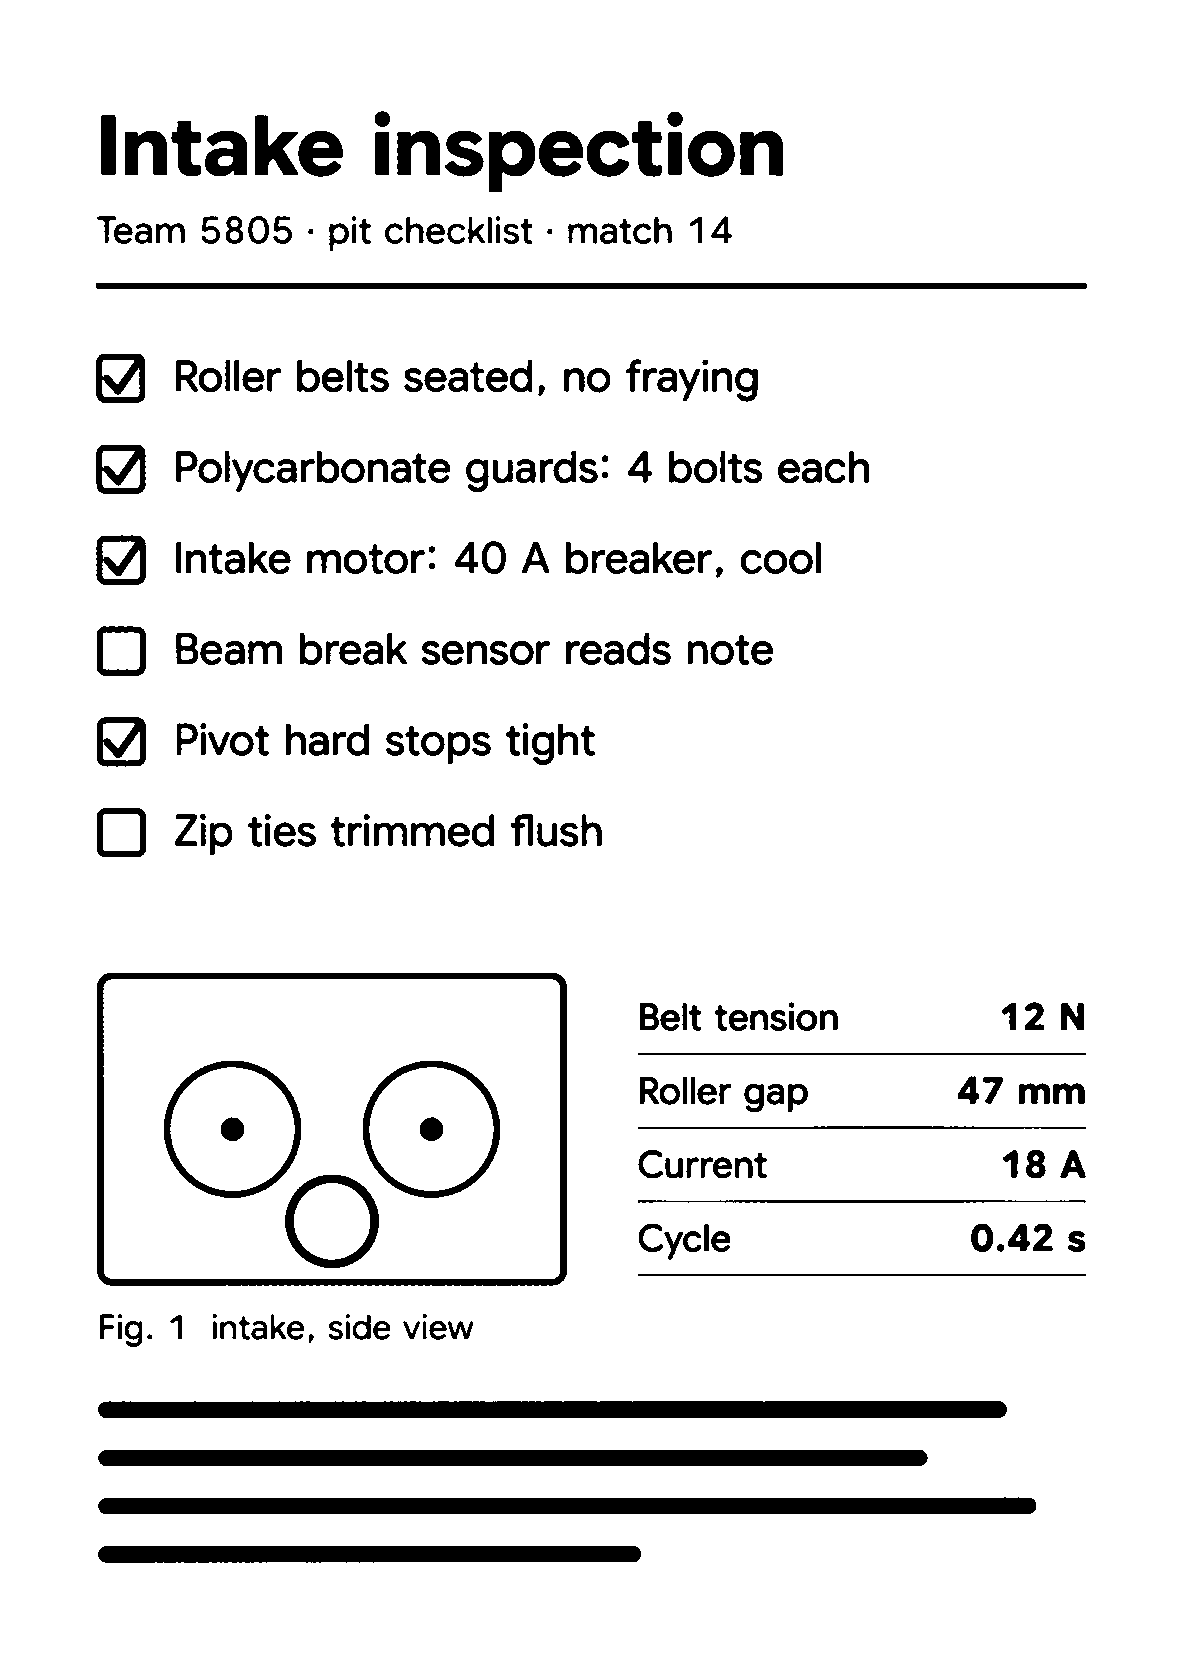 Intake inspection
Team 5805 · pit checklist · match 14
Roller belts seated, no fraying
Polycarbonate guards: 4 bolts each
Intake motor: 40 A breaker, cool
Beam break sensor reads note
Pivot hard stops tight
Zip ties trimmed flush
Belt tension 12 N
Roller gap 47 mm
Current 18 A
Cycle 0.42 s
Fig. 1 intake, side view